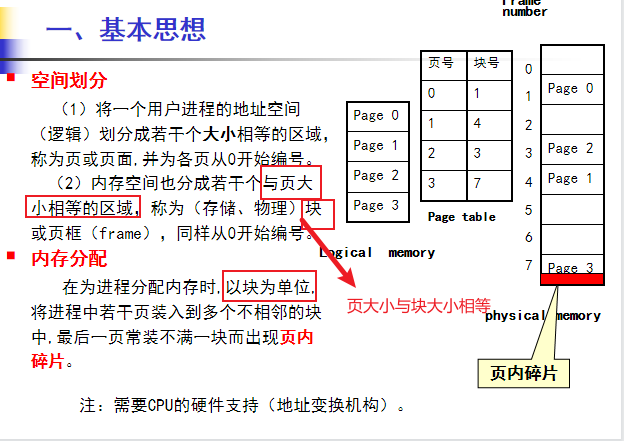 一、基本思想
空间划分
（1）将一个用户进程的地址空间
（逻辑）划分成若干个大小相等的区域，
称为页或页面,并为各页从0开始编号。
（2）内存空间也分成若干个与页大
小相等的区域，称为（存储、物理）块
或页框（frame），同样从0开始编号。
内存分配
在为进程分配内存时,以块为单位,
将进程中若干页装入到多个不相邻的块
中,最后一页常装不满一块而出现页内
碎片。
注：需要CPU的硬件支持（地址变换机构）。
Page 0
Page 1
Page 2
Page 3
Logical memory
页号 块号
0 1
1 4
2 3
3 7
Page table
frame
number
0
1 Page 0
2
3 Page 2
4 Page 1
5
6
7 Page 3
physical memory
页大小与块大小相等
页内碎片